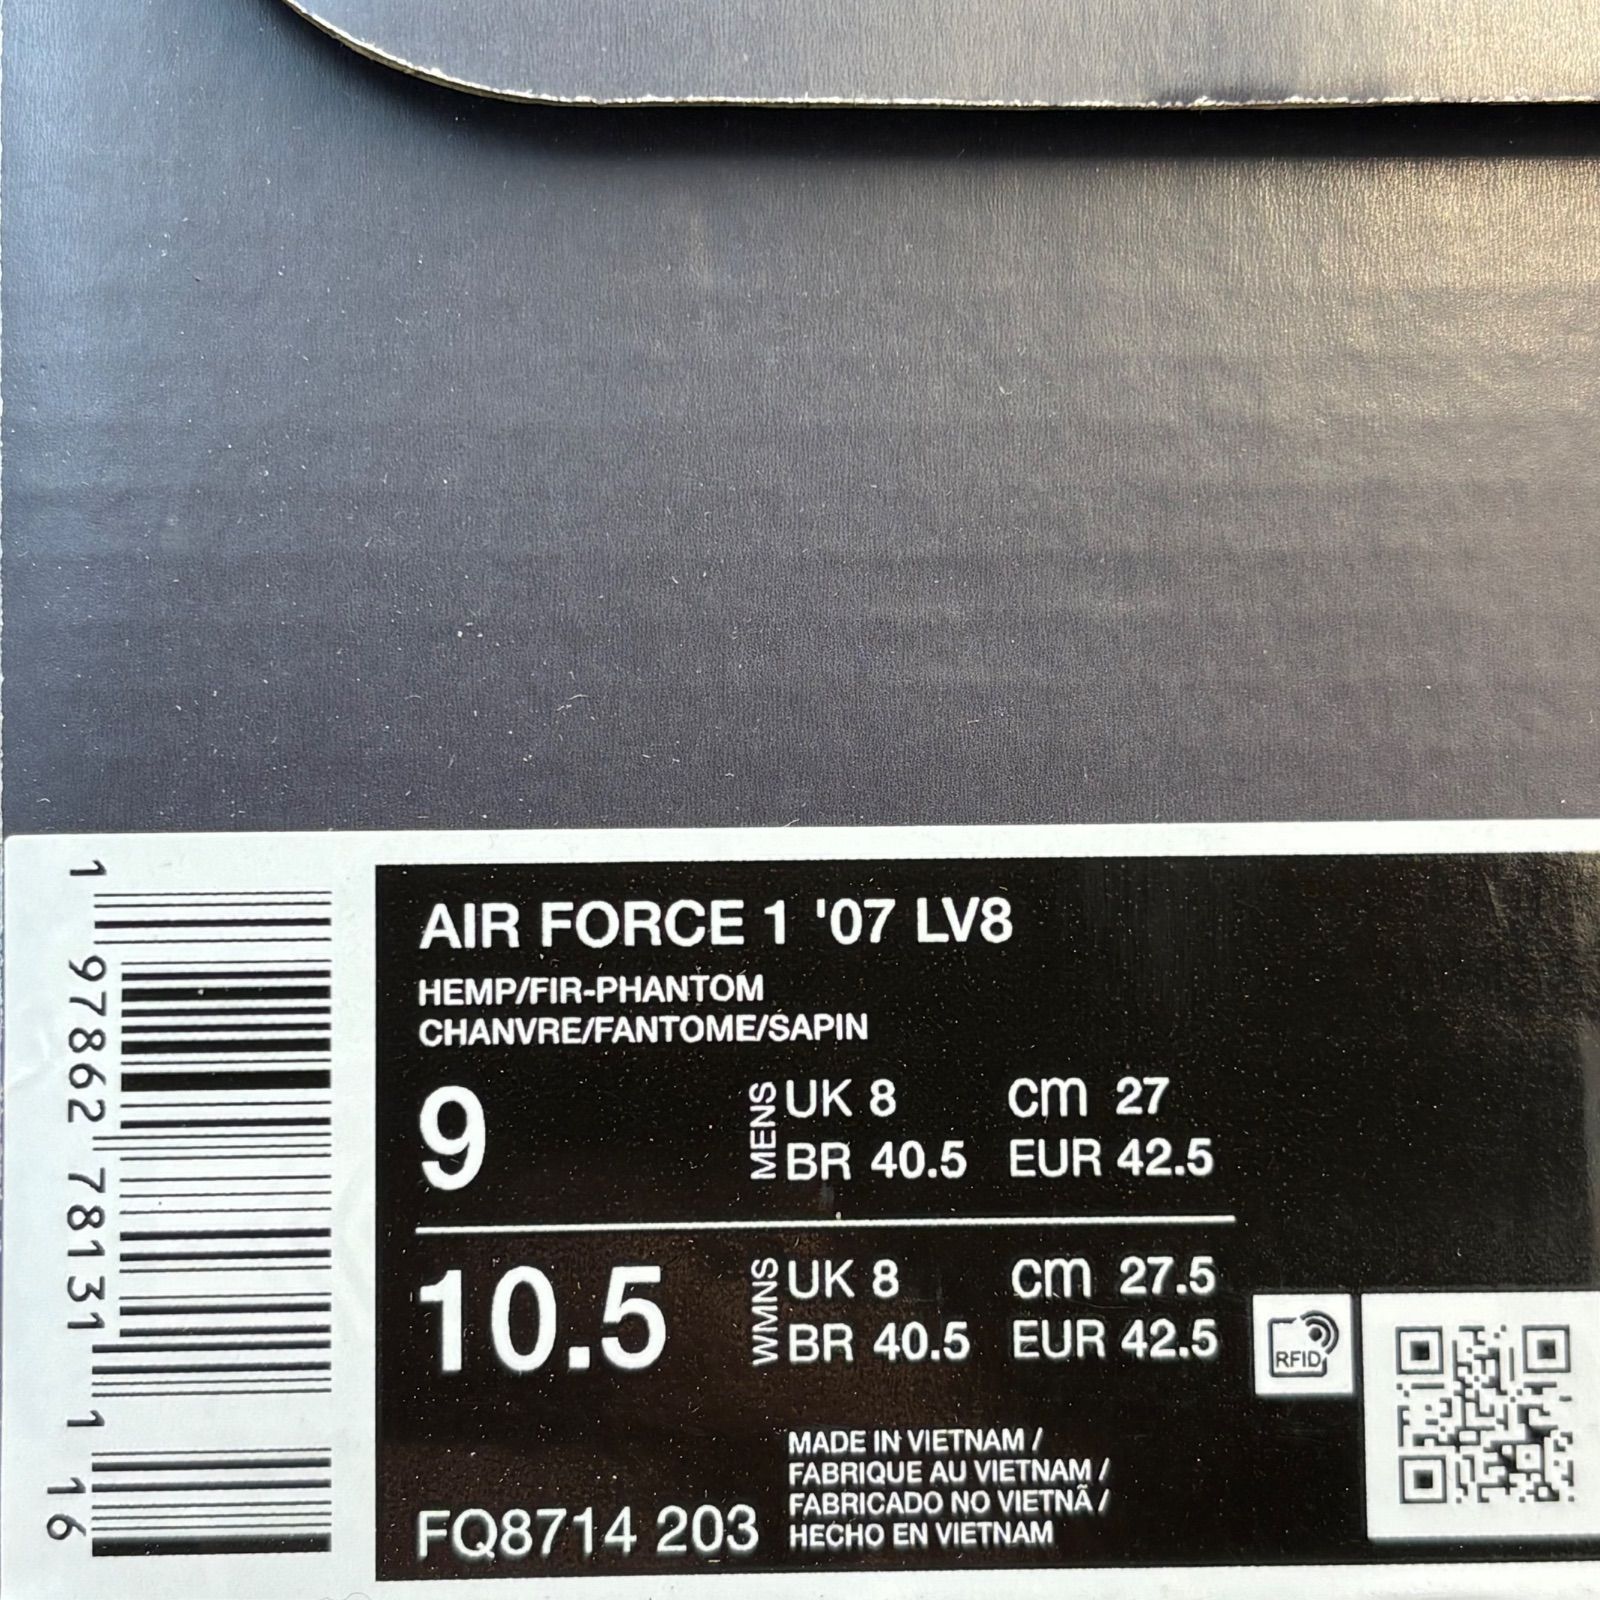 AIR FORCE 1 '07 LV8
HEMP/FIR-PHANTOM
CHANVRE/FANTOME/SAPIN
9
MENS
UK 8 cm 27
BR 40.5 EUR 42.5
10.5
WMNS
UK 8 cm 27.5
BR 40.5 EUR 42.5
RFID
MADE IN VIETNAM /
FABRIQUE AU VIETNAM /
FABRICADO NO VIETNÃ /
HECHO EN VIETNAM
FQ8714 203
1 97862 78131 1 16